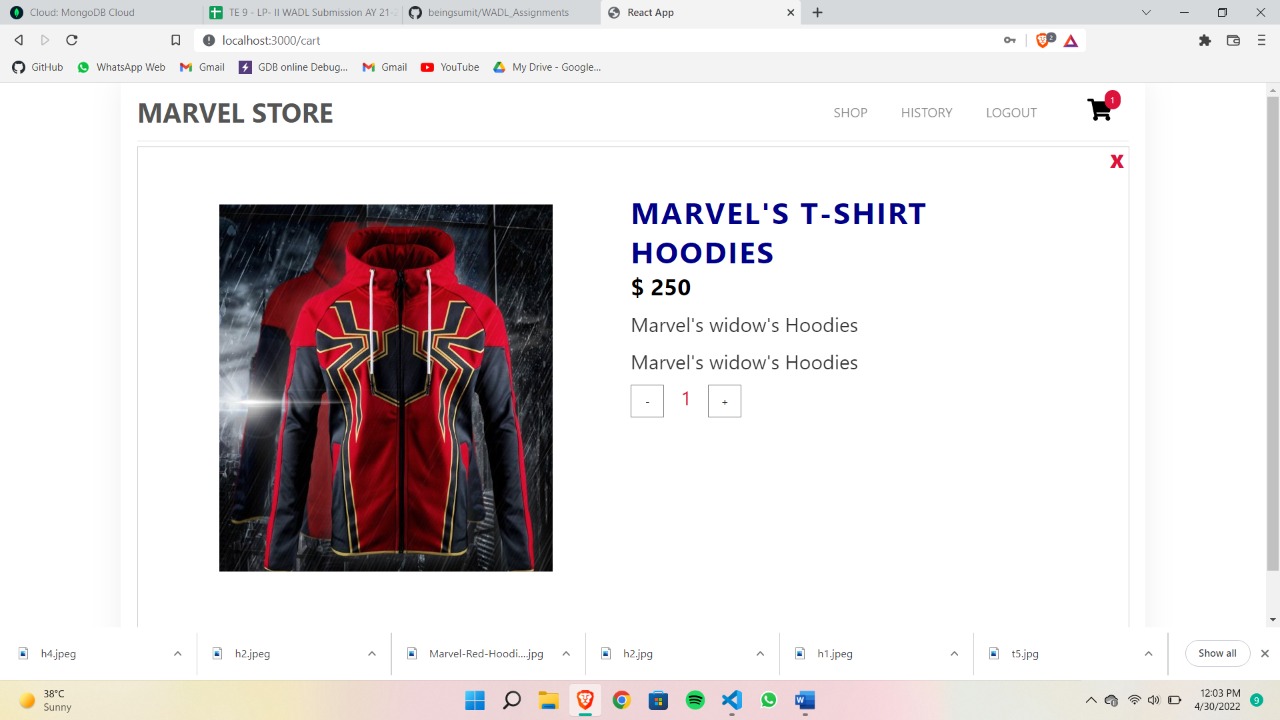 Cloud: MongoDB Cloud
TE 9 - LP- II WADL Submission AY 21-2
beingsumit/WADL_Assignments
React App
localhost:3000/cart
2
GitHub
WhatsApp Web
Gmail
GDB online Debug...
Gmail
YouTube
My Drive - Google...
MARVEL STORE
SHOP
HISTORY
LOGOUT
1
X
MARVEL'S T-SHIRT
HOODIES
$ 250
Marvel's widow's Hoodies
Marvel's widow's Hoodies
- 1 +
h4.jpeg
h2.jpeg
Marvel-Red-Hoodi....jpg
h2.jpg
h1.jpeg
t5.jpg
Show all
38°C
Sunny
12:03 PM
4/30/2022
9